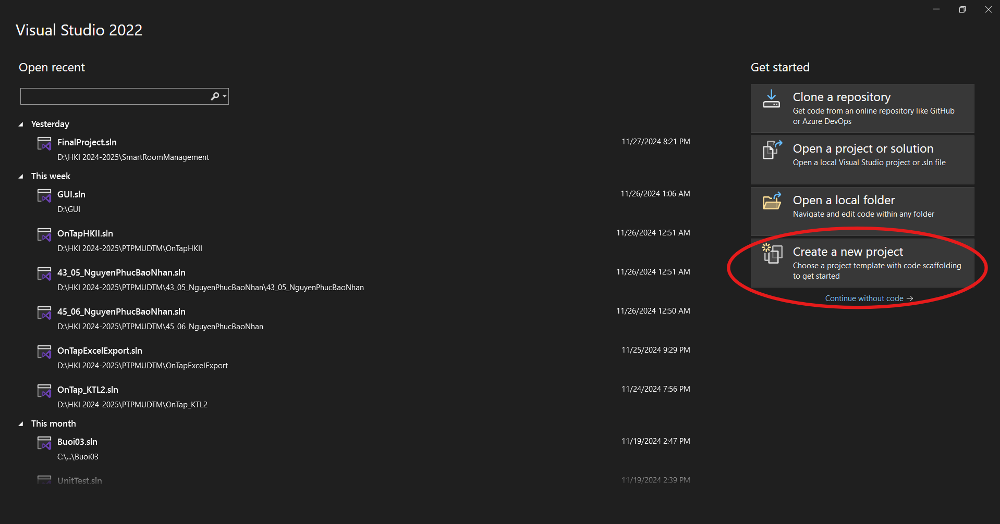 Visual Studio 2022
Open recent
Yesterday
FinalProject.sln
11/27/2024 8:21 PM
D:\HKI 2024-2025\SmartRoomManagement
This week
GUI.sln
11/26/2024 1:06 AM
D:\GUI
OnTapHKII.sln
11/26/2024 12:51 AM
D:\HKI 2024-2025\PTPMUDTM\OnTapHKII
43_05_NguyenPhucBaoNhan.sln
11/26/2024 12:51 AM
D:\HKI 2024-2025\PTPMUDTM\43_05_NguyenPhucBaoNhan\43_05_NguyenPhucBaoNhan
45_06_NguyenPhucBaoNhan.sln
11/26/2024 12:50 AM
D:\HKI 2024-2025\PTPMUDTM\45_06_NguyenPhucBaoNhan
OnTapExcelExport.sln
11/25/2024 9:29 PM
D:\HKI 2024-2025\PTPMUDTM\OnTapExcelExport
OnTap_KTL2.sln
11/24/2024 7:56 PM
D:\HKI 2024-2025\PTPMUDTM\OnTap_KTL2
This month
Buoi03.sln
11/19/2024 2:47 PM
C:\...\Buoi03
UnitTest.sln
11/19/2024 2:39 PM
Get started
Clone a repository
Get code from an online repository like GitHub
or Azure DevOps
Open a project or solution
Open a local Visual Studio project or .sln file
Open a local folder
Navigate and edit code within any folder
Create a new project
Choose a project template with code scaffolding
to get started
Continue without code →